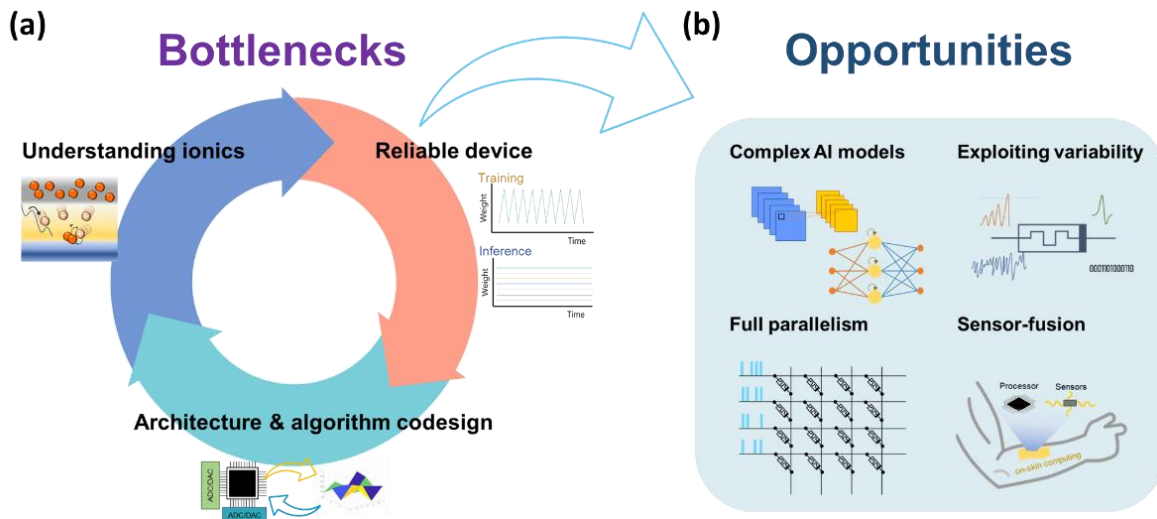 (a)
Bottlenecks
Understanding ionics
Reliable device
Training
Weight
Time
Inference
Weight
Time
Architecture & algorithm codesign
ADC/DAC
ADC/DAC
(b)
Opportunities
Complex AI models
Exploiting variability
0001101000110
Full parallelism
Sensor-fusion
Processor
Sensors
on-skin computing